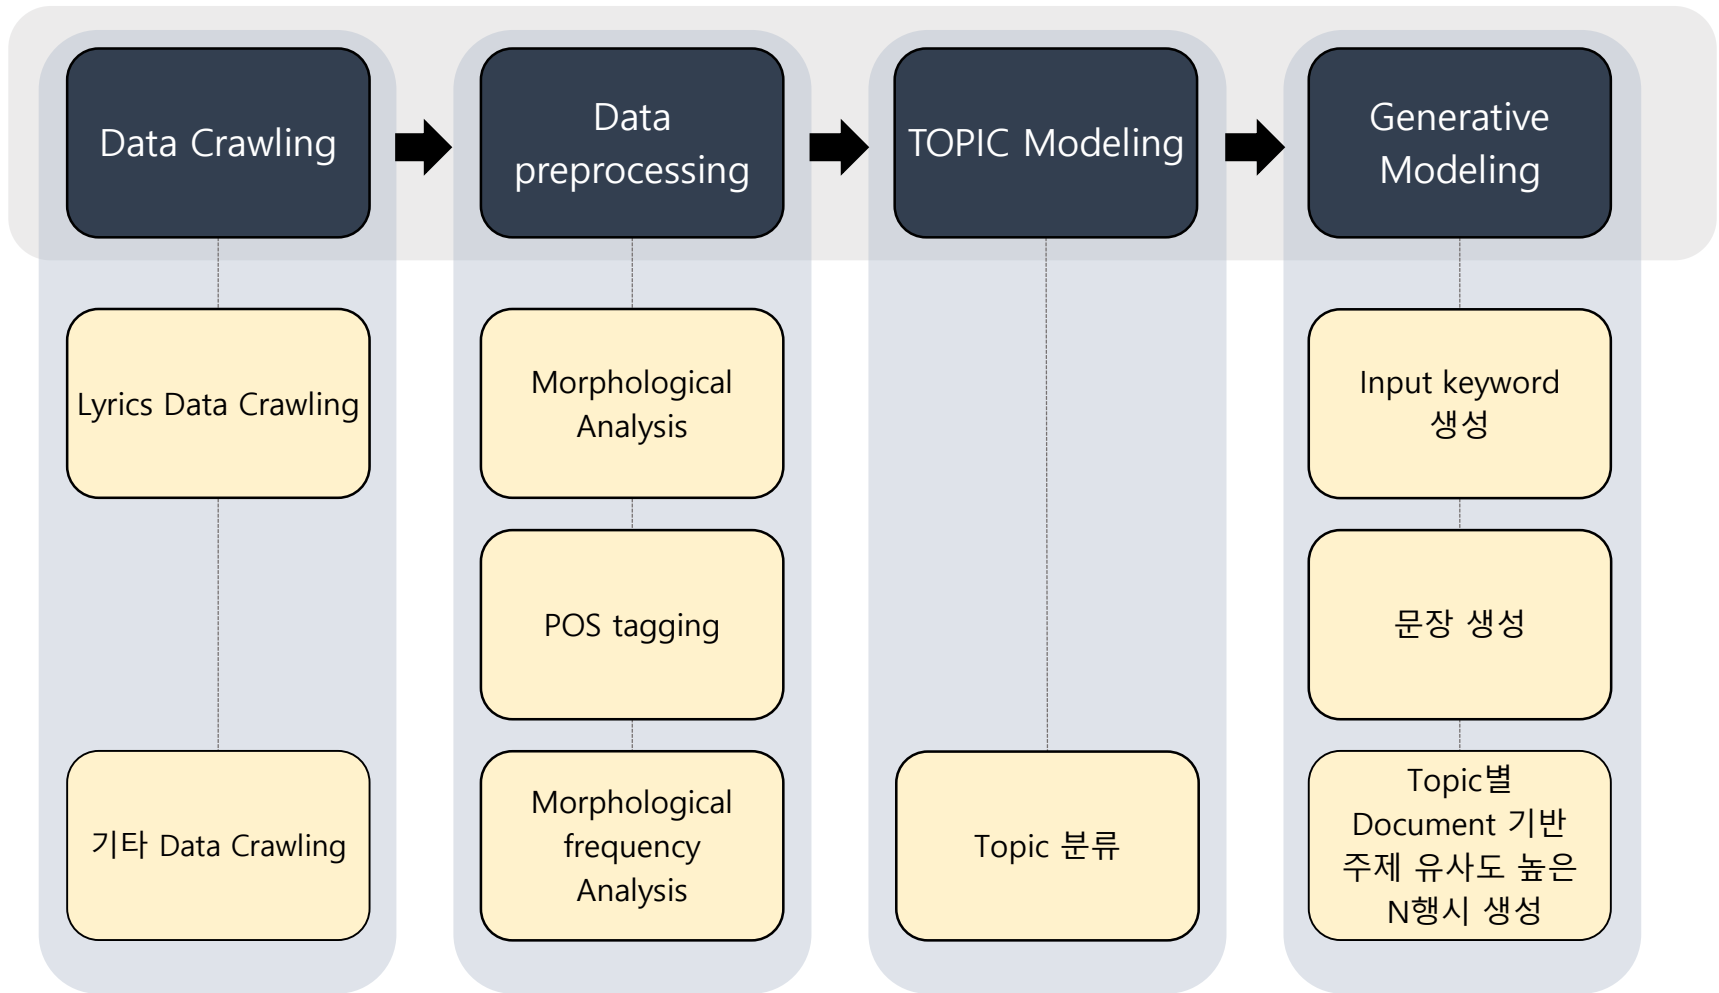 Data Crawling
Data
preprocessing
TOPIC Modeling
Generative
Modeling
Lyrics Data Crawling
Morphological
Analysis
Input keyword
생성
POS tagging
문장 생성
기타 Data Crawling
Morphological
frequency
Analysis
Topic 분류
Topic별
Document 기반
주제 유사도 높은
N행시 생성